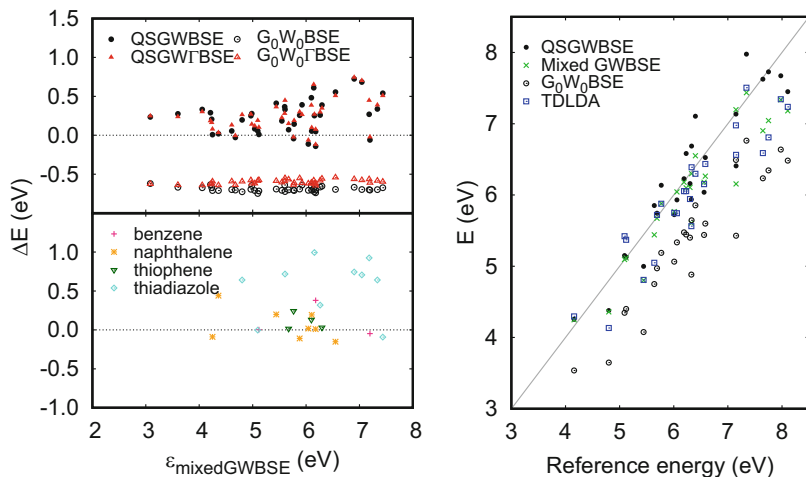 QSGWBSE
QSGWΓBSE
G₀W₀BSE
G₀W₀ΓBSE
1.0
0.5
0.0
-0.5
ΔE (eV)
benzene
naphthalene
thiophene
thiadiazole
1.0
0.5
0.0
-0.5
-1.0
2 3 4 5 6 7 8
ε mixedGWBSE (eV)
QSGWBSE
Mixed GWBSE
G₀W₀BSE
TDLDA
8
7
6
5
4
3
E (eV)
3 4 5 6 7 8
Reference energy (eV)